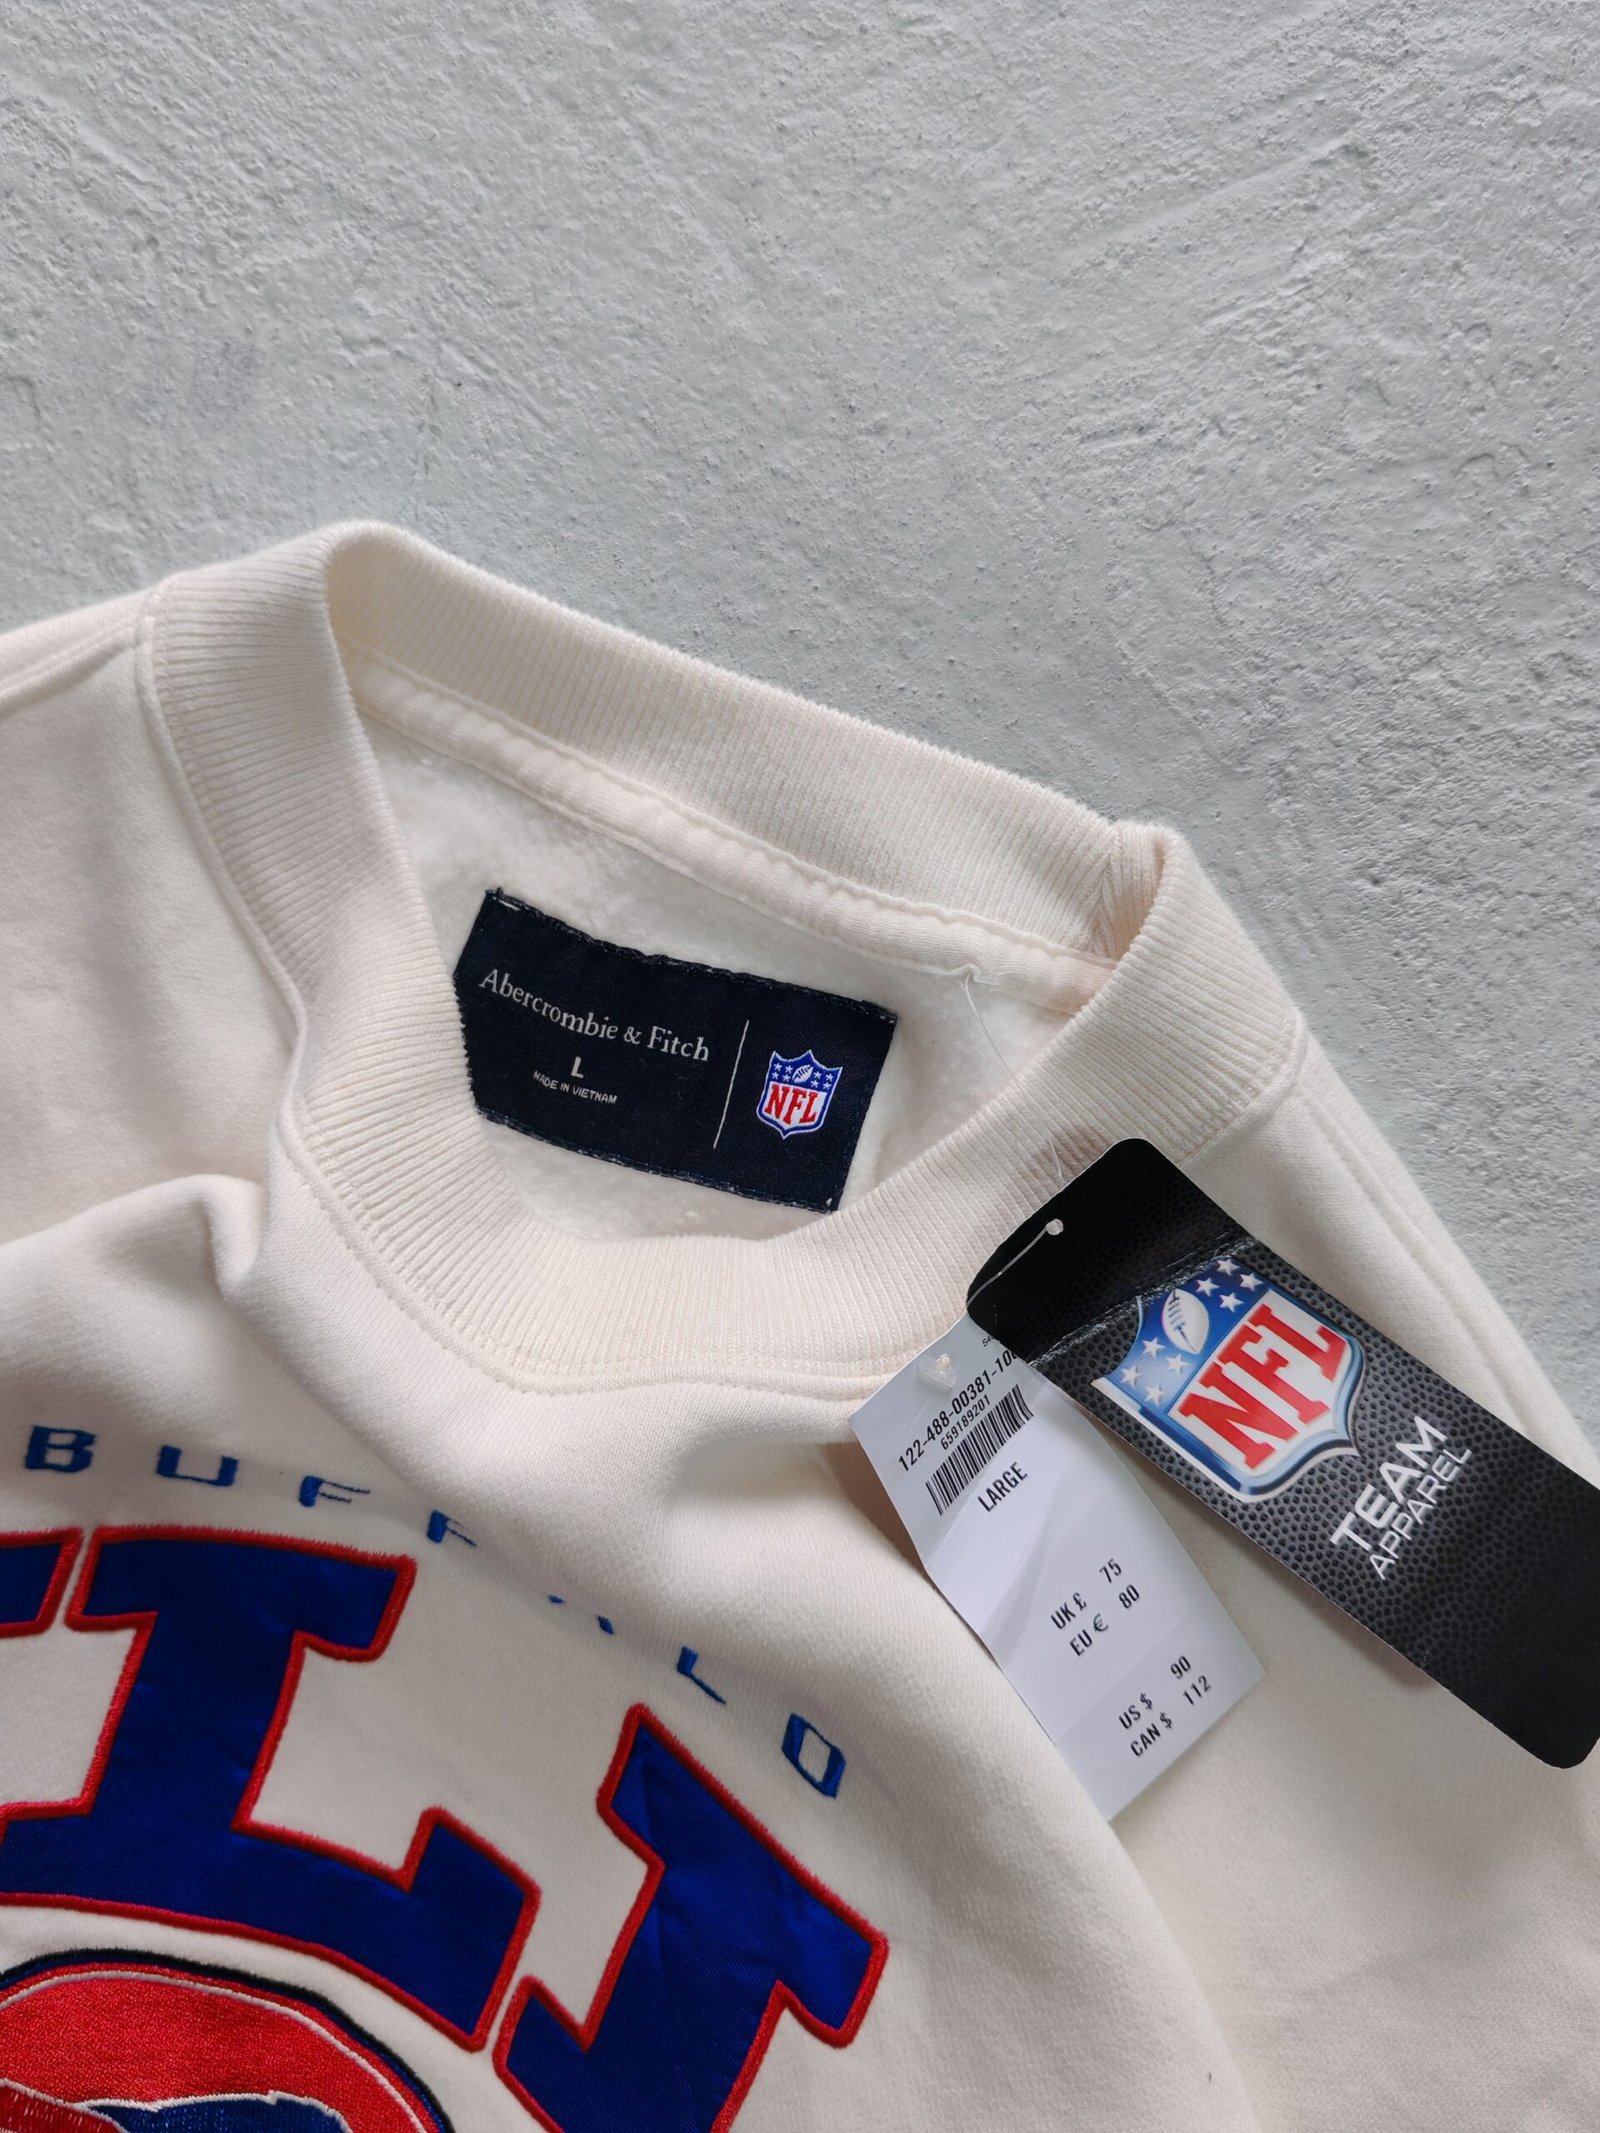 Abercrombie & Fitch
L
MADE IN VIETNAM
NFL
NFL
TEAM
APPAREL
122-488-00381-10
659189201
LARGE
UK £ 75
EU € 80
US $ 90
CAN $ 112
BUFFALO